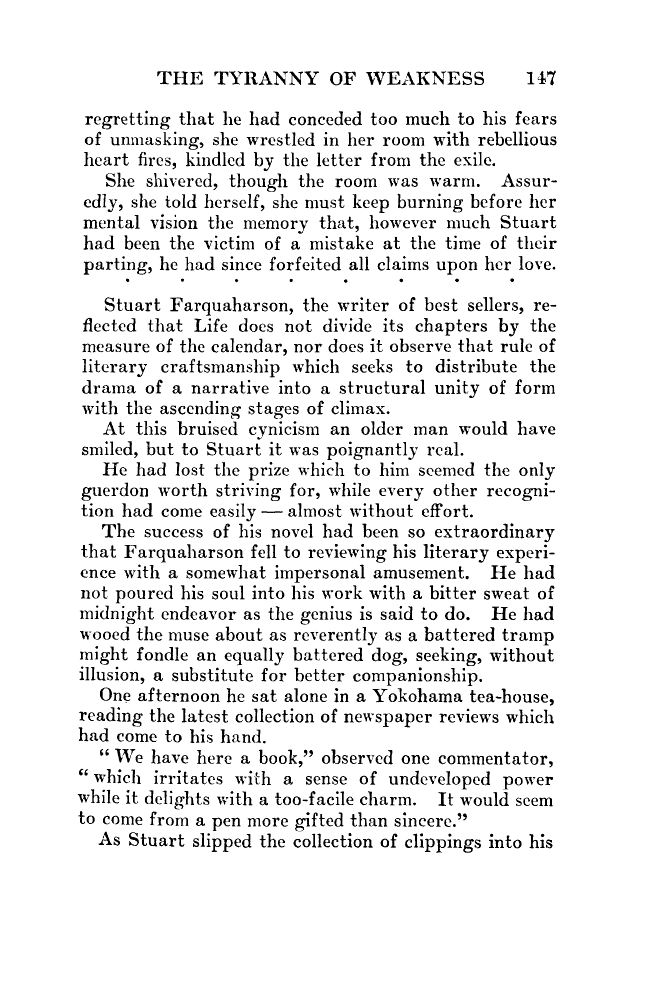 THE TYRANNY OF WEAKNESS 147
regretting that he had conceded too much to his fears
of unmasking, she wrestled in her room with rebellious
heart fires, kindled by the letter from the exile.
She shivered, though the room was warm. Assur-
edly, she told herself, she must keep burning before her
mental vision the memory that, however much Stuart
had been the victim of a mistake at the time of their
parting, he had since forfeited all claims upon her love.
. . . . . . . .
Stuart Farquaharson, the writer of best sellers, re-
flected that Life does not divide its chapters by the
measure of the calendar, nor does it observe that rule of
literary craftsmanship which seeks to distribute the
drama of a narrative into a structural unity of form
with the ascending stages of climax.
At this bruised cynicism an older man would have
smiled, but to Stuart it was poignantly real.
He had lost the prize which to him seemed the only
guerdon worth striving for, while every other recogni-
tion had come easily — almost without effort.
The success of his novel had been so extraordinary
that Farquaharson fell to reviewing his literary experi-
ence with a somewhat impersonal amusement. He had
not poured his soul into his work with a bitter sweat of
midnight endeavor as the genius is said to do. He had
wooed the muse about as reverently as a battered tramp
might fondle an equally battered dog, seeking, without
illusion, a substitute for better companionship.
One afternoon he sat alone in a Yokohama tea-house,
reading the latest collection of newspaper reviews which
had come to his hand.
“ We have here a book,” observed one commentator,
“ which irritates with a sense of undeveloped power
while it delights with a too-facile charm. It would seem
to come from a pen more gifted than sincere.”
As Stuart slipped the collection of clippings into his